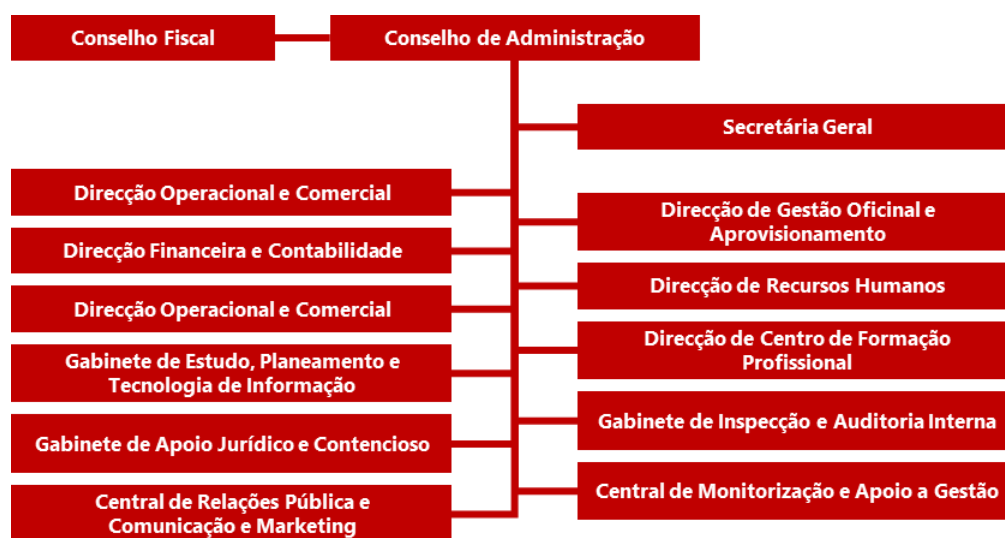 Conselho Fiscal
Conselho de Administração
Secretária Geral
Direcção Operacional e Comercial
Direcção Financeira e Contabilidade
Direcção Operacional e Comercial
Gabinete de Estudo, Planeamento e
Tecnologia de Informação
Gabinete de Apoio Jurídico e Contencioso
Central de Relações Pública e
Comunicação e Marketing
Direcção de Gestão Oficinal e
Aprovisionamento
Direcção de Recursos Humanos
Direcção de Centro de Formação
Profissional
Gabinete de Inspecção e Auditoria Interna
Central de Monitorização e Apoio a Gestão